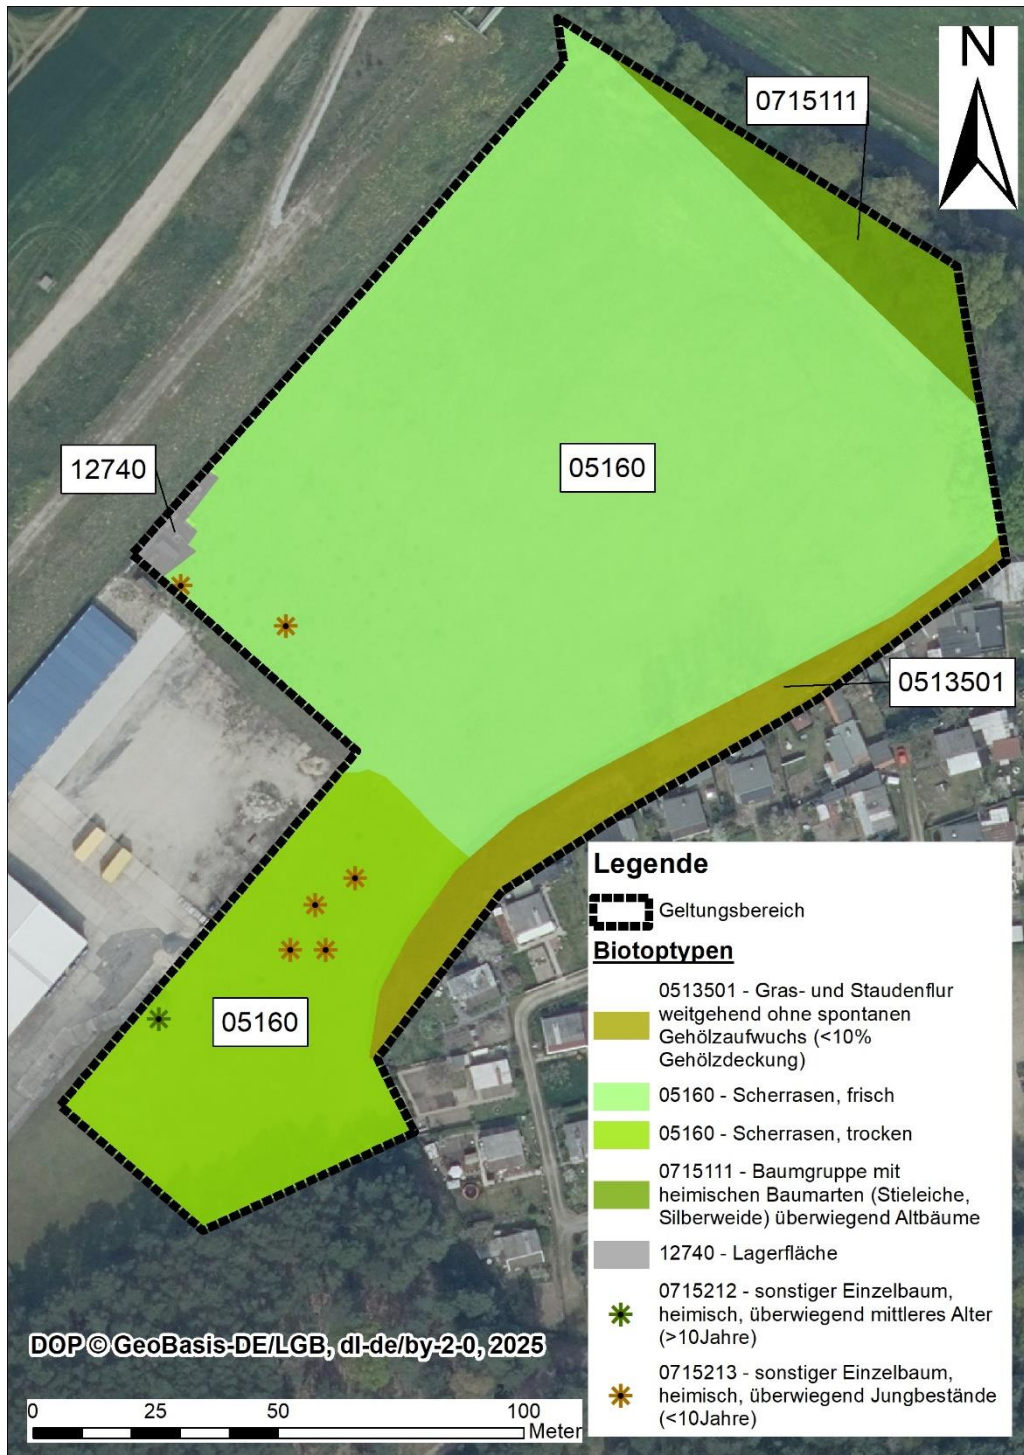 N
0715111
12740
05160
0513501
05160
Legende
Geltungsbereich
Biotoptypen
0513501 - Gras- und Staudenflur
weitgehend ohne spontanen
Gehölzaufwuchs (<10%
Gehölzdeckung)
05160 - Scherrasen, frisch
05160 - Scherrasen, trocken
0715111 - Baumgruppe mit
heimischen Baumarten (Stieleiche,
Silberweide) überwiegend Altbäume
12740 - Lagerfläche
0715212 - sonstiger Einzelbaum,
heimisch, überwiegend mittleres Alter
(>10Jahre)
0715213 - sonstiger Einzelbaum,
heimisch, überwiegend Jungbestände
(<10Jahre)
DOP © GeoBasis-DE/LGB, dl-de/by-2-0, 2025
0 25 50 100
Meter